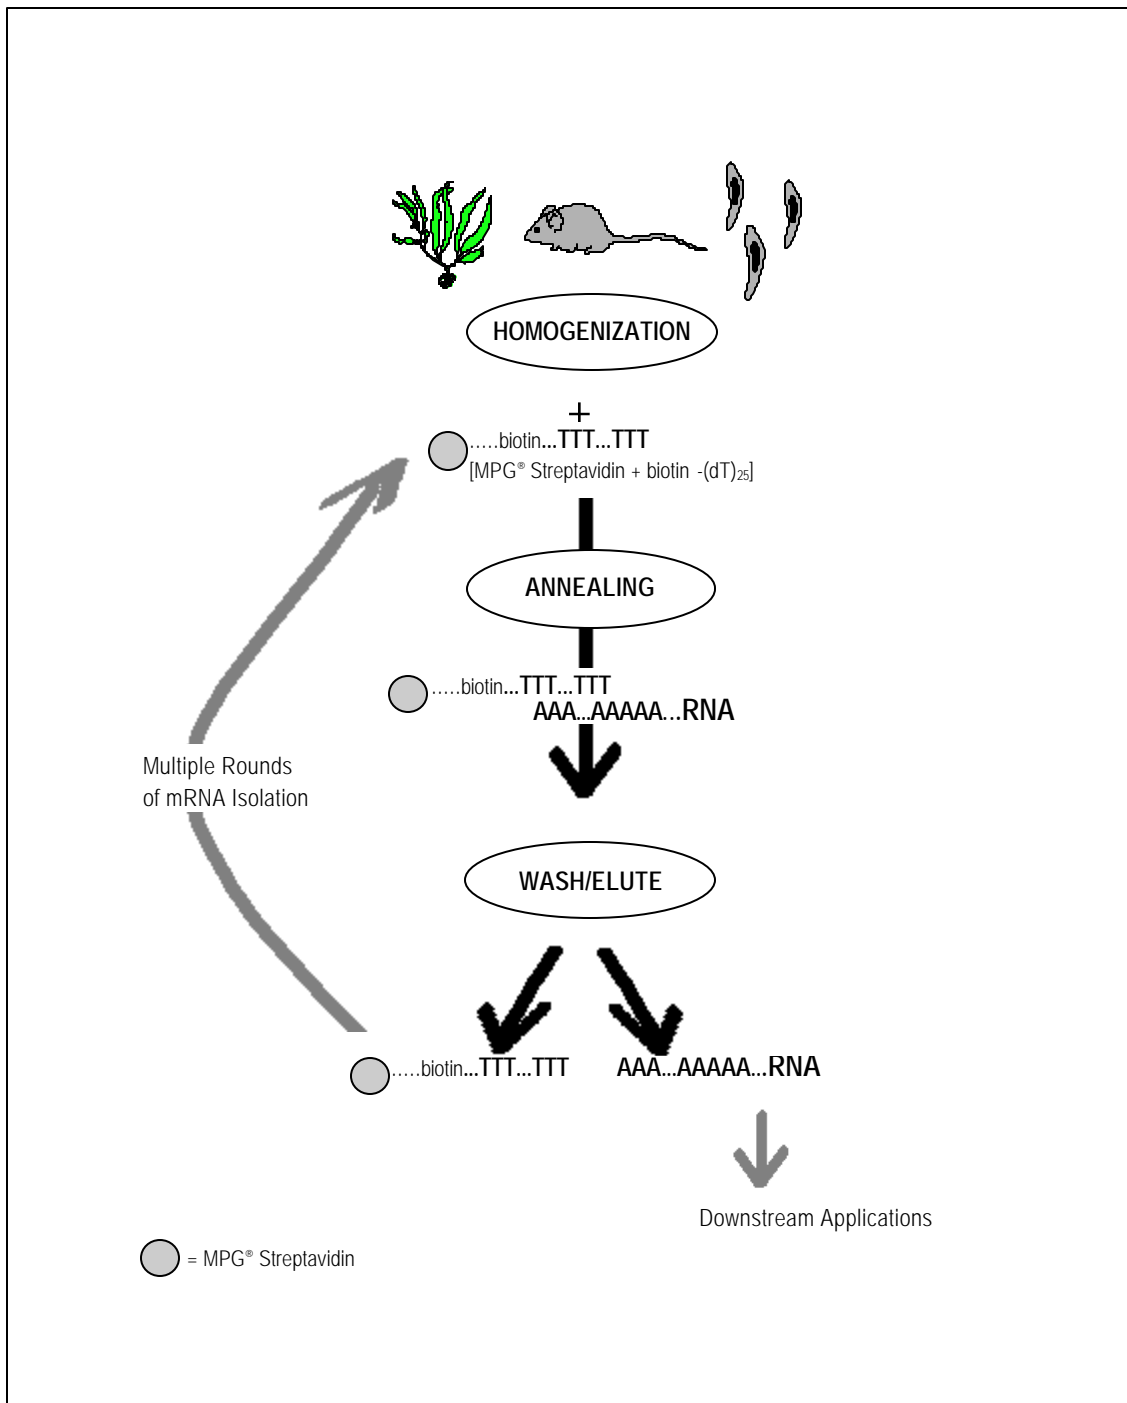 HOMOGENIZATION
+
.....biotin...TTT...TTT
[MPG® Streptavidin + biotin -(dT)₂₅]
ANNEALING
.....biotin...TTT...TTT
AAA...AAAAA...RNA
Multiple Rounds
of mRNA Isolation
WASH/ELUTE
.....biotin...TTT...TTT
AAA...AAAAA...RNA
Downstream Applications
= MPG® Streptavidin